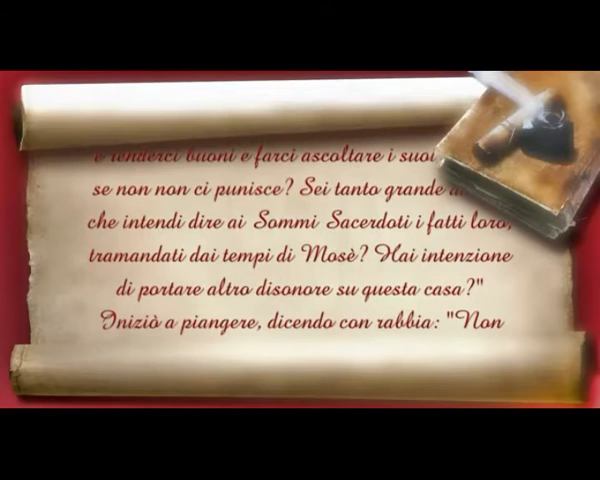 e renderci buoni e farci ascoltare i suoi
se non non ci punisce? Sei tanto grande
che intendi dire ai Sommi Sacerdoti i fatti loro,
tramandati dai tempi di Mosè? Hai intenzione
di portare altro disonore su questa casa?"
Iniziò a piangere, dicendo con rabbia: "Non